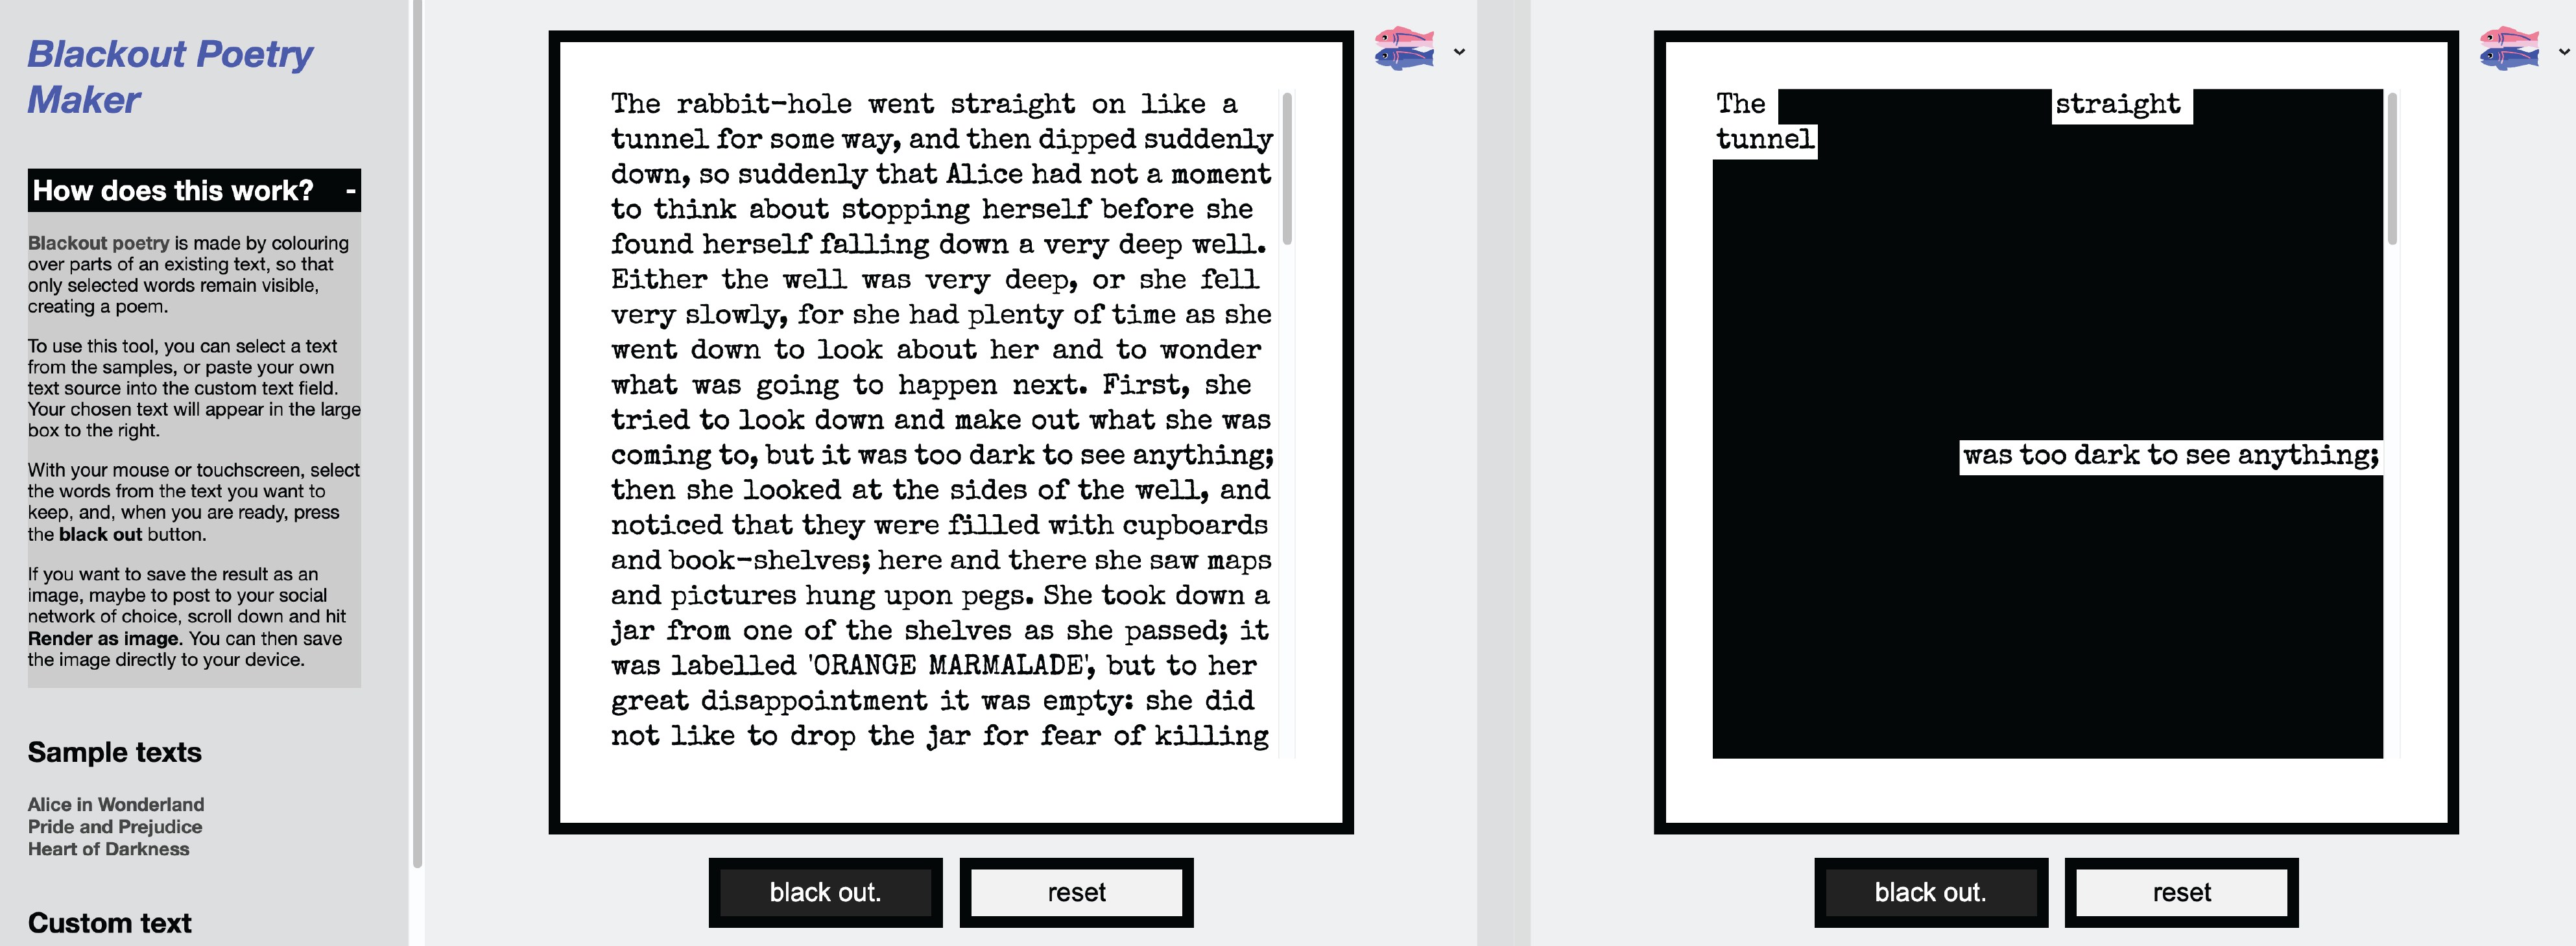 Blackout Poetry
Maker
How does this work? -
Blackout poetry is made by colouring
over parts of an existing text, so that
only selected words remain visible,
creating a poem.
To use this tool, you can select a text
from the samples, or paste your own
text source into the custom text field.
Your chosen text will appear in the large
box to the right.
With your mouse or touchscreen, select
the words from the text you want to
keep, and, when you are ready, press
the black out button.
If you want to save the result as an
image, maybe to post to your social
network of choice, scroll down and hit
Render as image. You can then save
the image directly to your device.
Sample texts
Alice in Wonderland
Pride and Prejudice
Heart of Darkness
Custom text
The rabbit-hole went straight on like a
tunnel for some way, and then dipped suddenly
down, so suddenly that Alice had not a moment
to think about stopping herself before she
found herself falling down a very deep well.
Either the well was very deep, or she fell
very slowly, for she had plenty of time as she
went down to look about her and to wonder
what was going to happen next. First, she
tried to look down and make out what she was
coming to, but it was too dark to see anything;
then she looked at the sides of the well, and
noticed that they were filled with cupboards
and book-shelves; here and there she saw maps
and pictures hung upon pegs. She took down a
jar from one of the shelves as she passed; it
was labelled 'ORANGE MARMALADE', but to her
great disappointment it was empty: she did
not like to drop the jar for fear of killing
black out.
reset
The straight
tunnel
was too dark to see anything;
black out.
reset